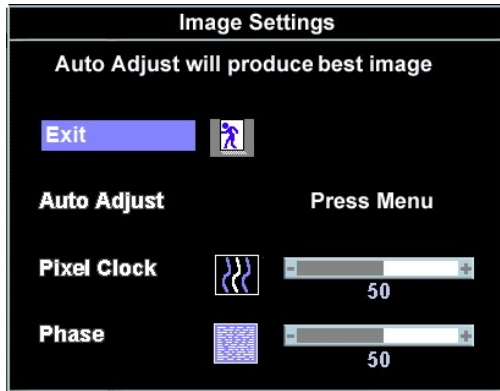 Image Settings
Auto Adjust will produce best image
Exit
Auto Adjust Press Menu
Pixel Clock - +
50
Phase - +
50